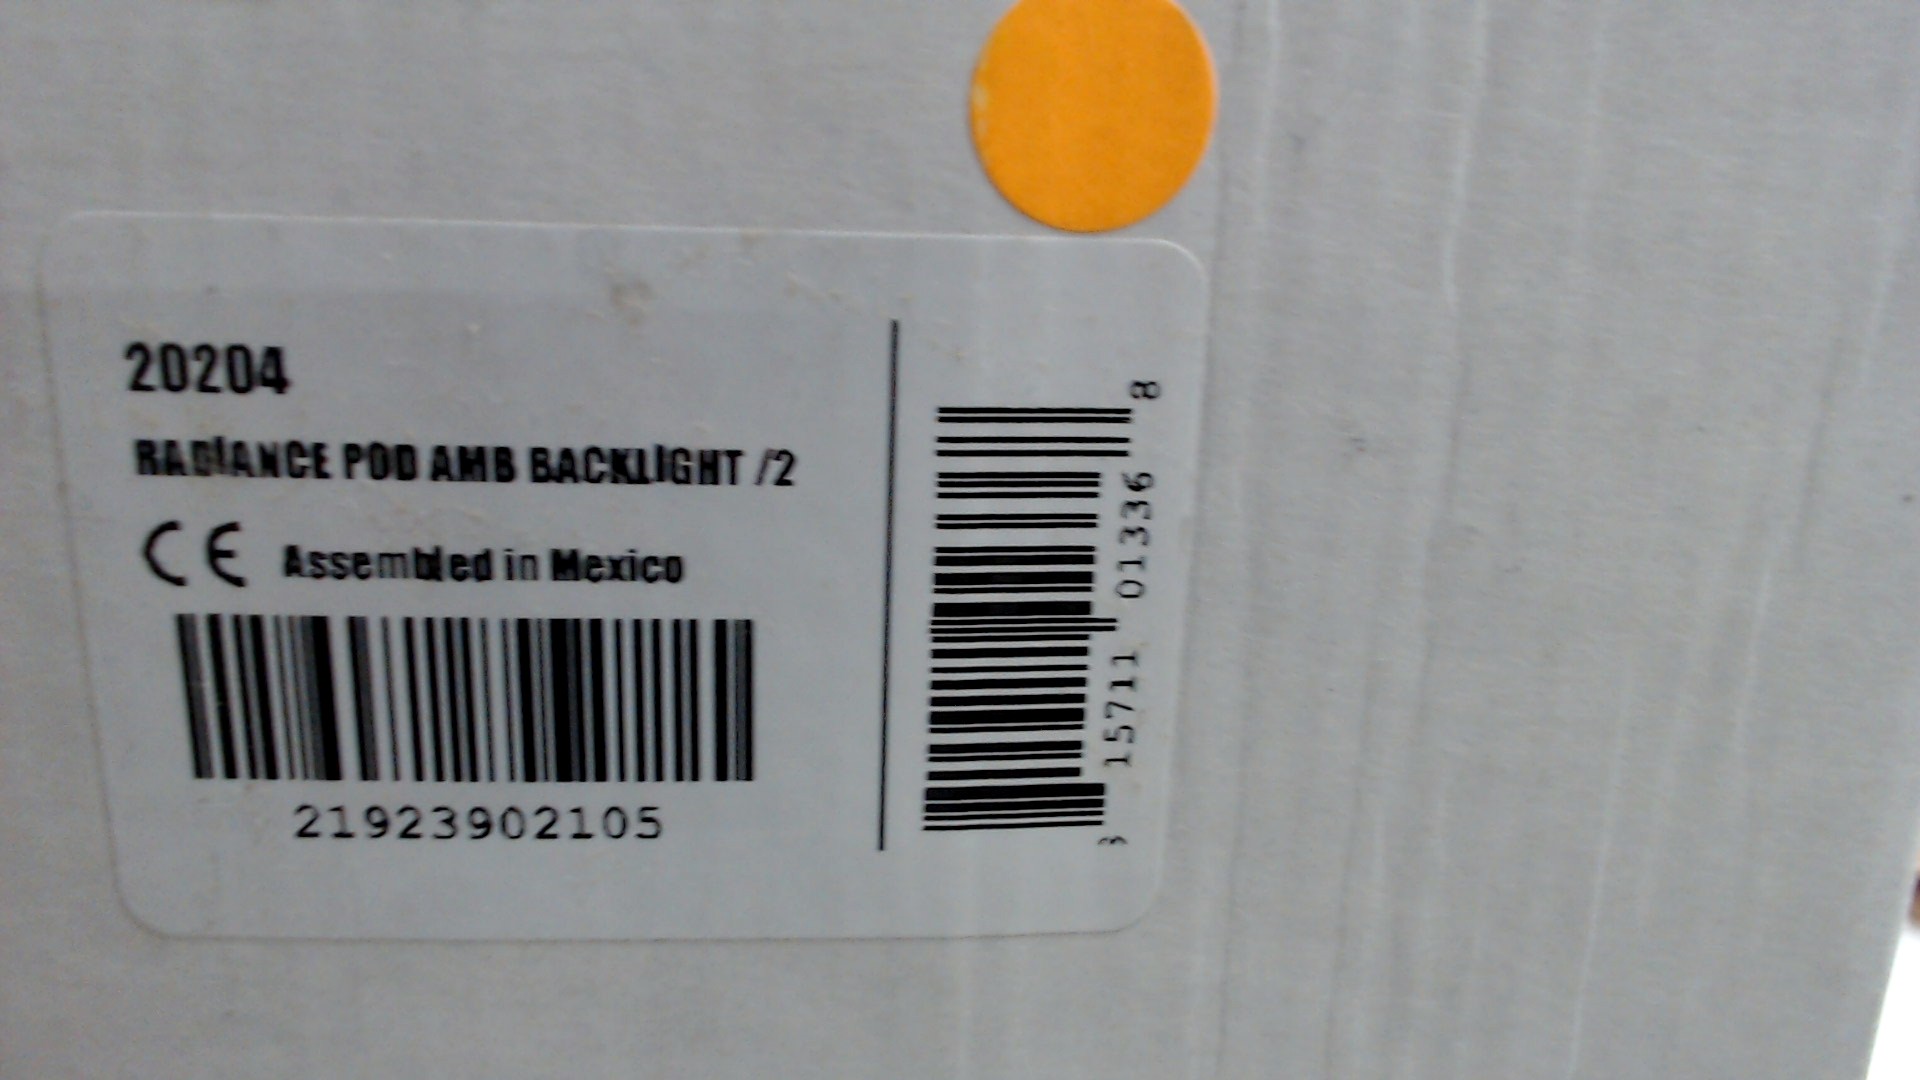 20204
RADIANCE POD AMB BACKLIGHT /2
CE Assembled in Mexico
21923902105
8 15711 01336 8